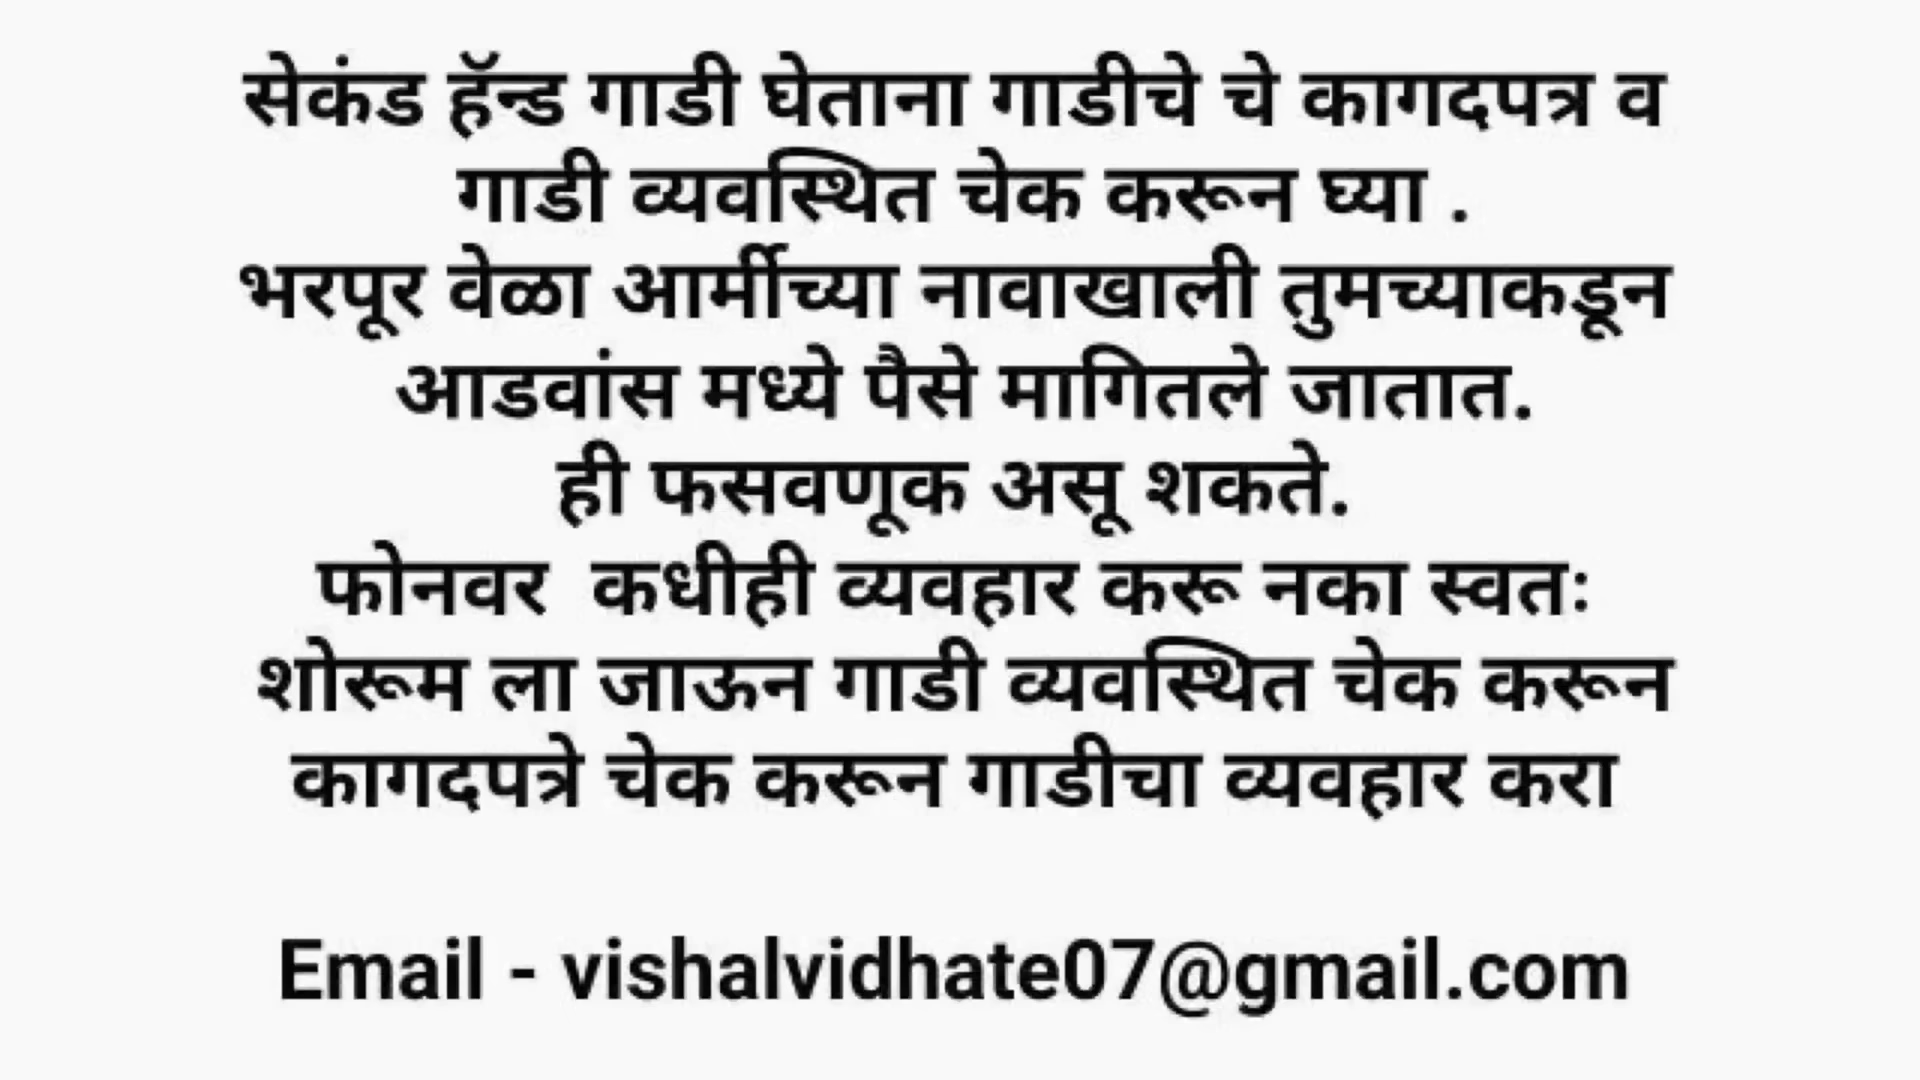 सेकंड हॅन्ड गाडी घेताना गाडीचे चे कागदपत्र व
गाडी व्यवस्थित चेक करून घ्या .
भरपूर वेळा आर्मीच्या नावाखाली तुमच्याकडून
आडवांस मध्ये पैसे मागितले जातात.
ही फसवणूक असू शकते.
फोनवर  कधीही व्यवहार करू नका स्वतः
शोरूम ला जाऊन गाडी व्यवस्थित चेक करून
कागदपत्रे चेक करून गाडीचा व्यवहार करा
Email - vishalvidhate07@gmail.com